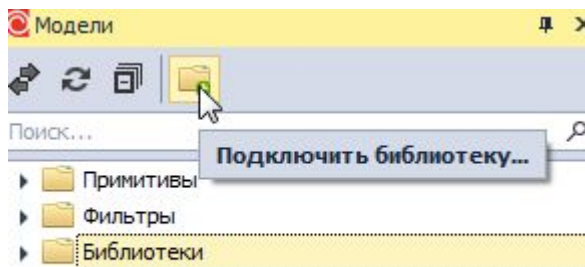 Модели
Поиск...
Подключить библиотеку...
Примитивы
Фильтры
Библиотеки